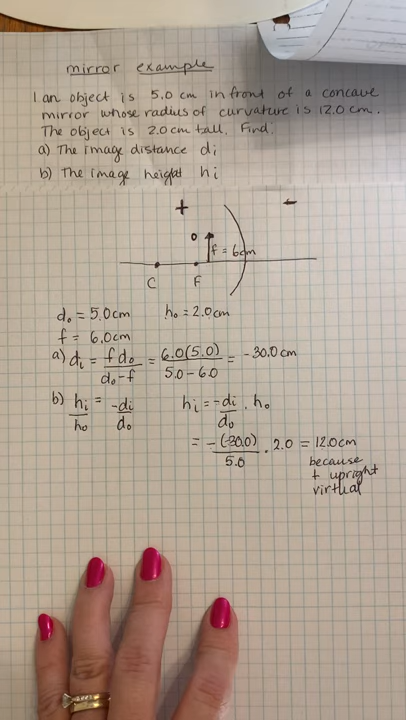 mirror example
1. an object is 5.0 cm in front of a concave
mirror whose radius of curvature is 12.0 cm.
The object is 2.0 cm tall. Find.
a) The image distance di
b) The image height hi
+ -
o
f = 6cm
C F
do = 5.0cm ho = 2.0cm
f = 6.0cm
a) di = f do / do - f = 6.0(5.0) / 5.0 - 6.0 = -30.0 cm
b) hi / ho = -di / do hi = -di / do . ho
= -(-30.0) / 5.0 . 2.0 = 12.0cm
because
+ upright
virtual